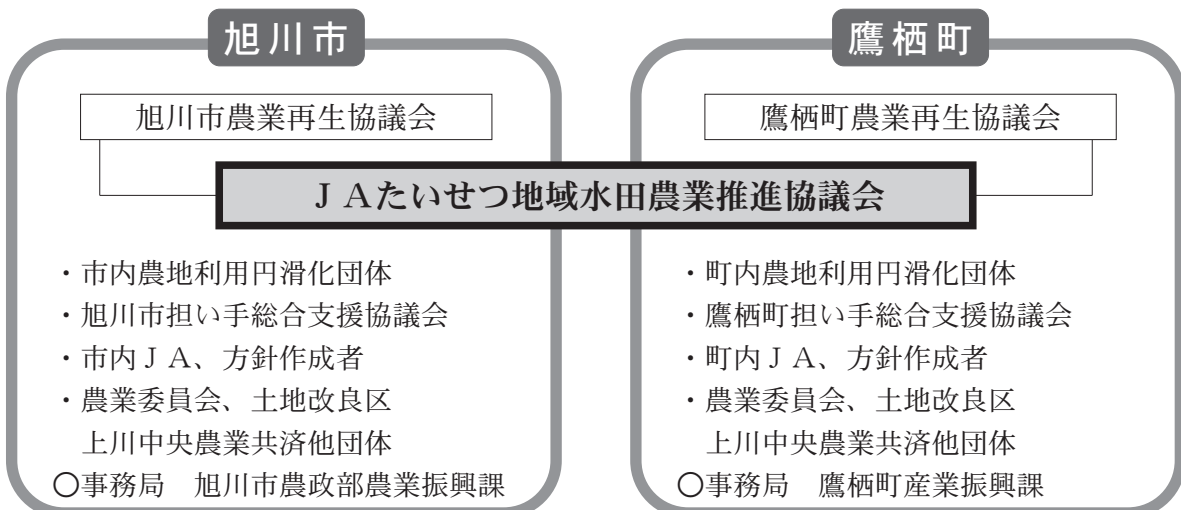 旭川市
旭川市農業再生協議会
鷹栖町
鷹栖町農業再生協議会
ＪＡたいせつ地域水田農業推進協議会
・市内農地利用円滑化団体
・旭川市担い手総合支援協議会
・市内ＪＡ、方針作成者
・農業委員会、土地改良区
上川中央農業共済他団体
〇事務局　旭川市農政部農業振興課
・町内農地利用円滑化団体
・鷹栖町担い手総合支援協議会
・町内ＪＡ、方針作成者
・農業委員会、土地改良区
上川中央農業共済他団体
〇事務局　鷹栖町産業振興課